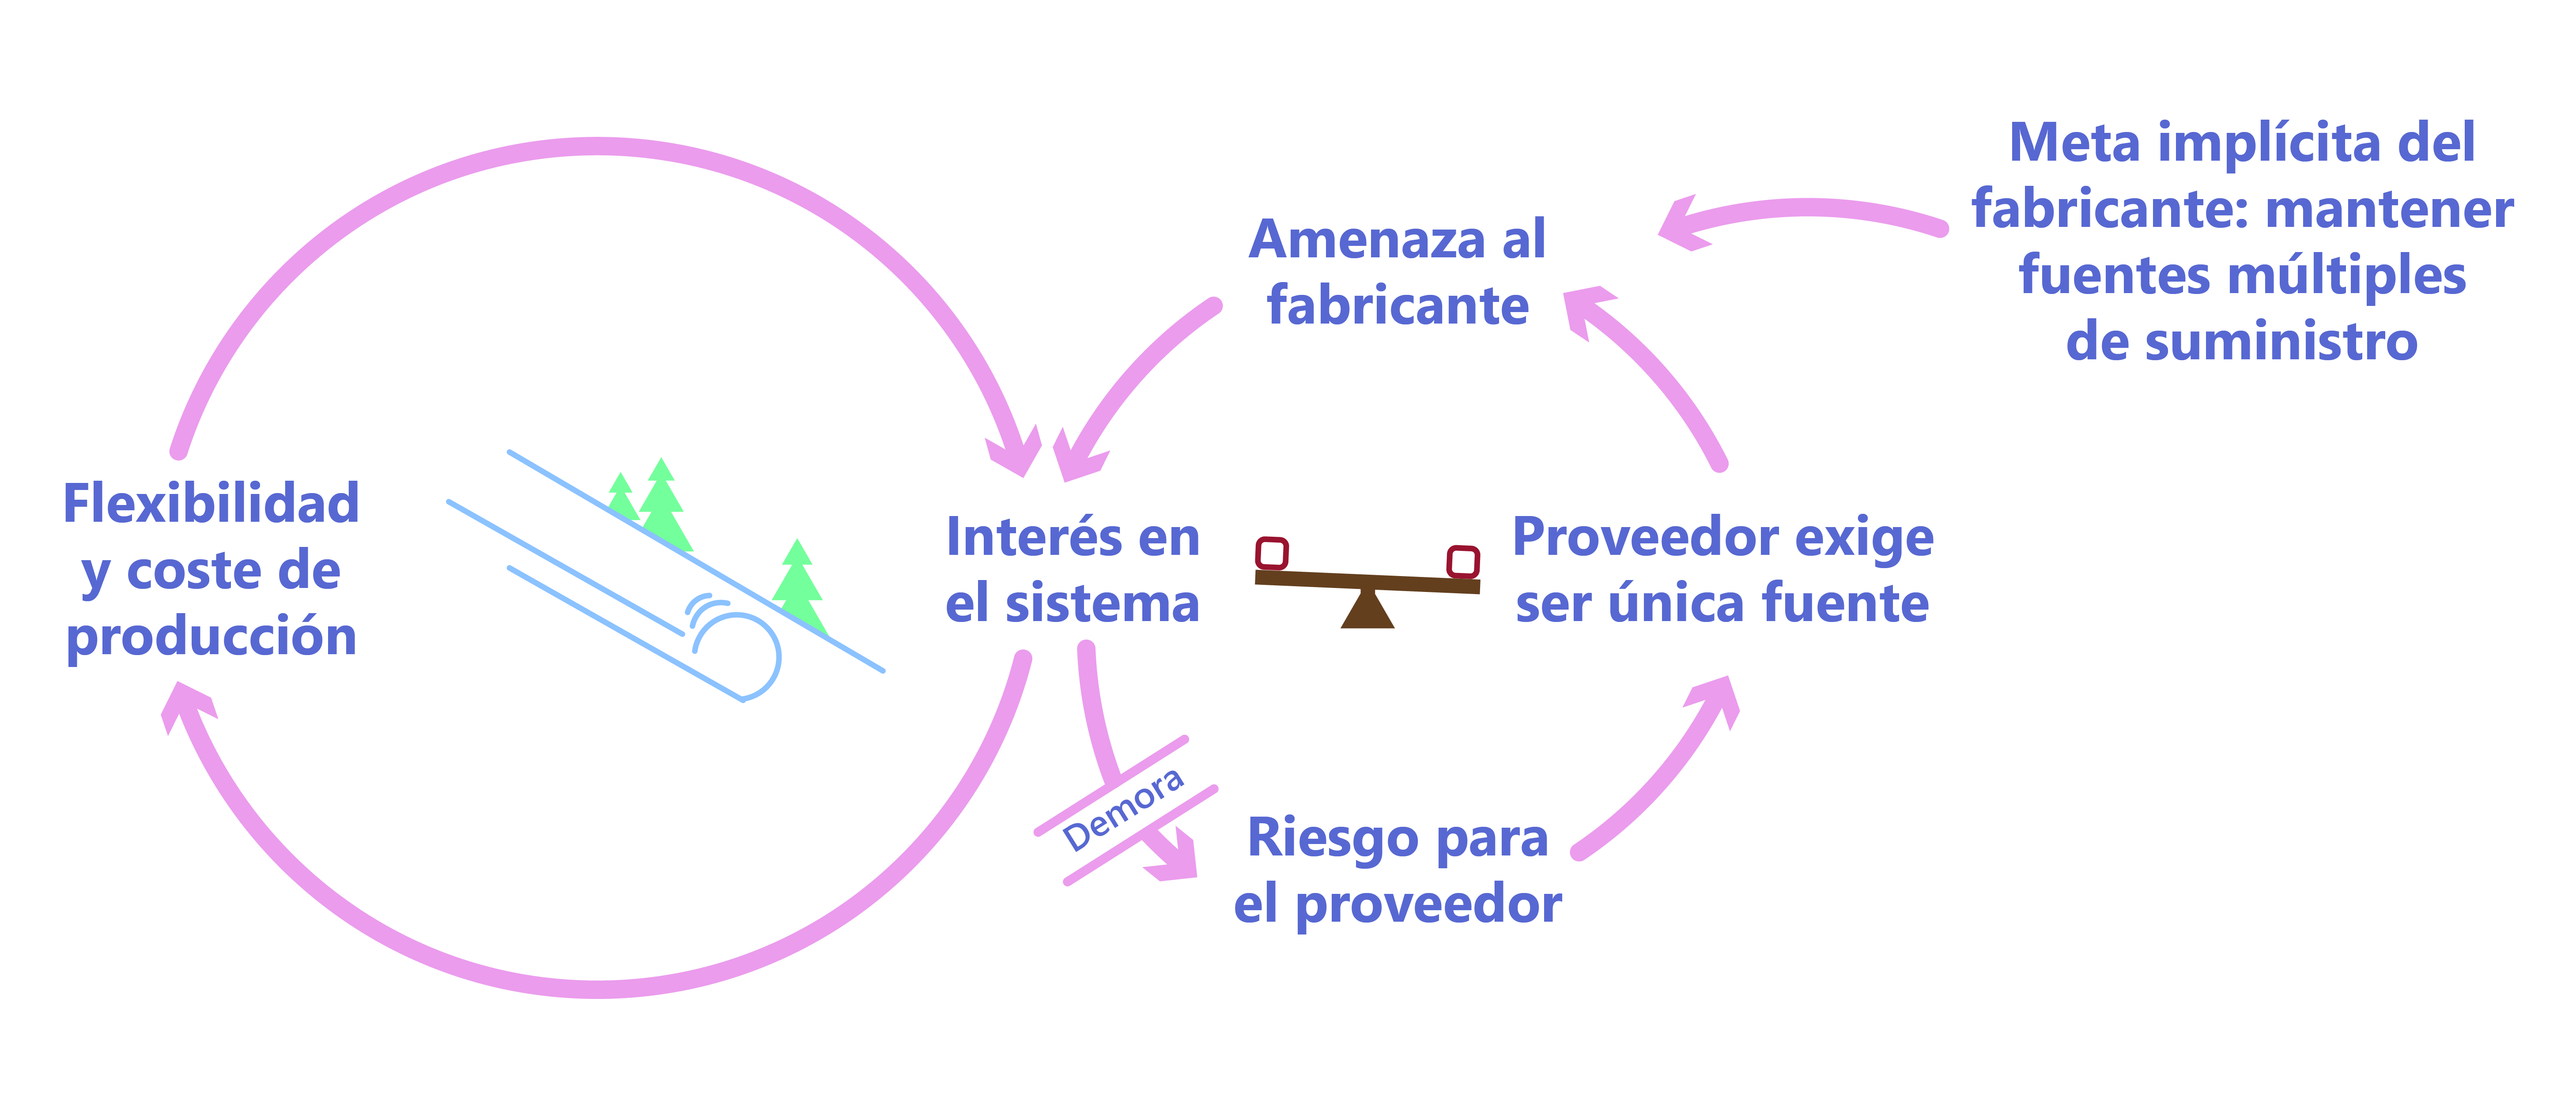 Flexibilidad
y coste de
producción
Interés en
el sistema
Amenaza al
fabricante
Proveedor exige
ser única fuente
Demora
Riesgo para
el proveedor
Meta implícita del
fabricante: mantener
fuentes múltiples
de suministro